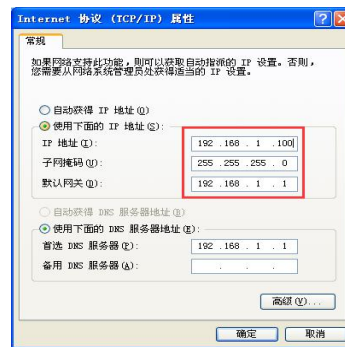 Internet 协议 (TCP/IP) 属性
常规
如果网络支持此功能，则可以获取自动指派的 IP 设置。否则，
您需要从网络系统管理员处获得适当的 IP 设置。
自动获得 IP 地址(O)
使用下面的 IP 地址(S):
IP 地址(I): 192 .168 . 1 .100
子网掩码(U): 255 .255 .255 . 0
默认网关(D): 192 .168 . 1 . 1
自动获得 DNS 服务器地址(B)
使用下面的 DNS 服务器地址(E):
首选 DNS 服务器(P): 192 .168 . 1 . 1
备用 DNS 服务器(A): . . .
高级(V)...
确定 取消